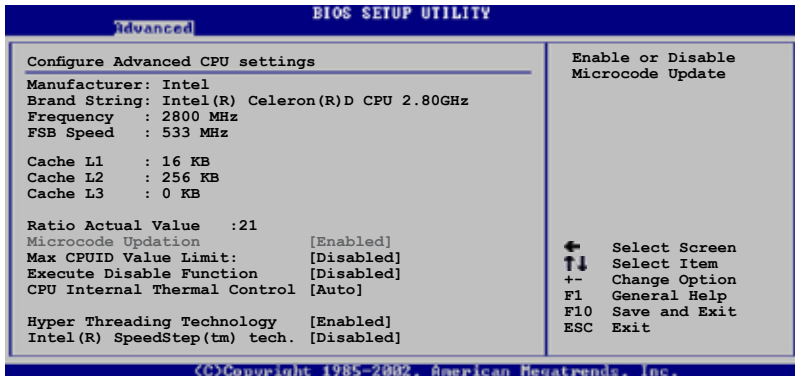 BIOS SETUP UTILITY
Advanced
Configure Advanced CPU settings
Manufacturer: Intel
Brand String: Intel(R) Celeron(R)D CPU 2.80GHz
Frequency : 2800 MHz
FSB Speed : 533 MHz
Cache L1 : 16 KB
Cache L2 : 256 KB
Cache L3 : 0 KB
Ratio Actual Value :21
Microcode Updation [Enabled]
Max CPUID Value Limit: [Disabled]
Execute Disable Function [Disabled]
CPU Internal Thermal Control [Auto]
Hyper Threading Technology [Enabled]
Intel(R) SpeedStep(tm) tech. [Disabled]
Enable or Disable
Microcode Update
← Select Screen
↑↓ Select Item
+- Change Option
F1 General Help
F10 Save and Exit
ESC Exit
(C)Copyright 1985-2002, American Megatrends, Inc.